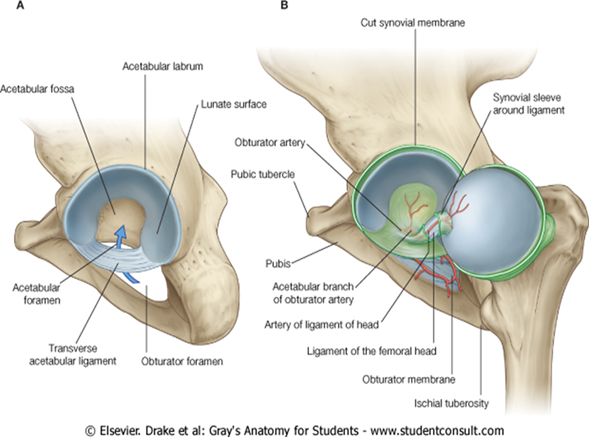 A
Acetabular labrum
Acetabular fossa
Lunate surface
Acetabular
foramen
Transverse
acetabular ligament
Obturator foramen
B
Cut synovial membrane
Synovial sleeve
around ligament
Obturator artery
Pubic tubercle
Pubis
Acetabular branch
of obturator artery
Artery of ligament of head
Ligament of the femoral head
Obturator membrane
Ischial tuberosity
© Elsevier. Drake et al: Gray's Anatomy for Students - www.studentconsult.com